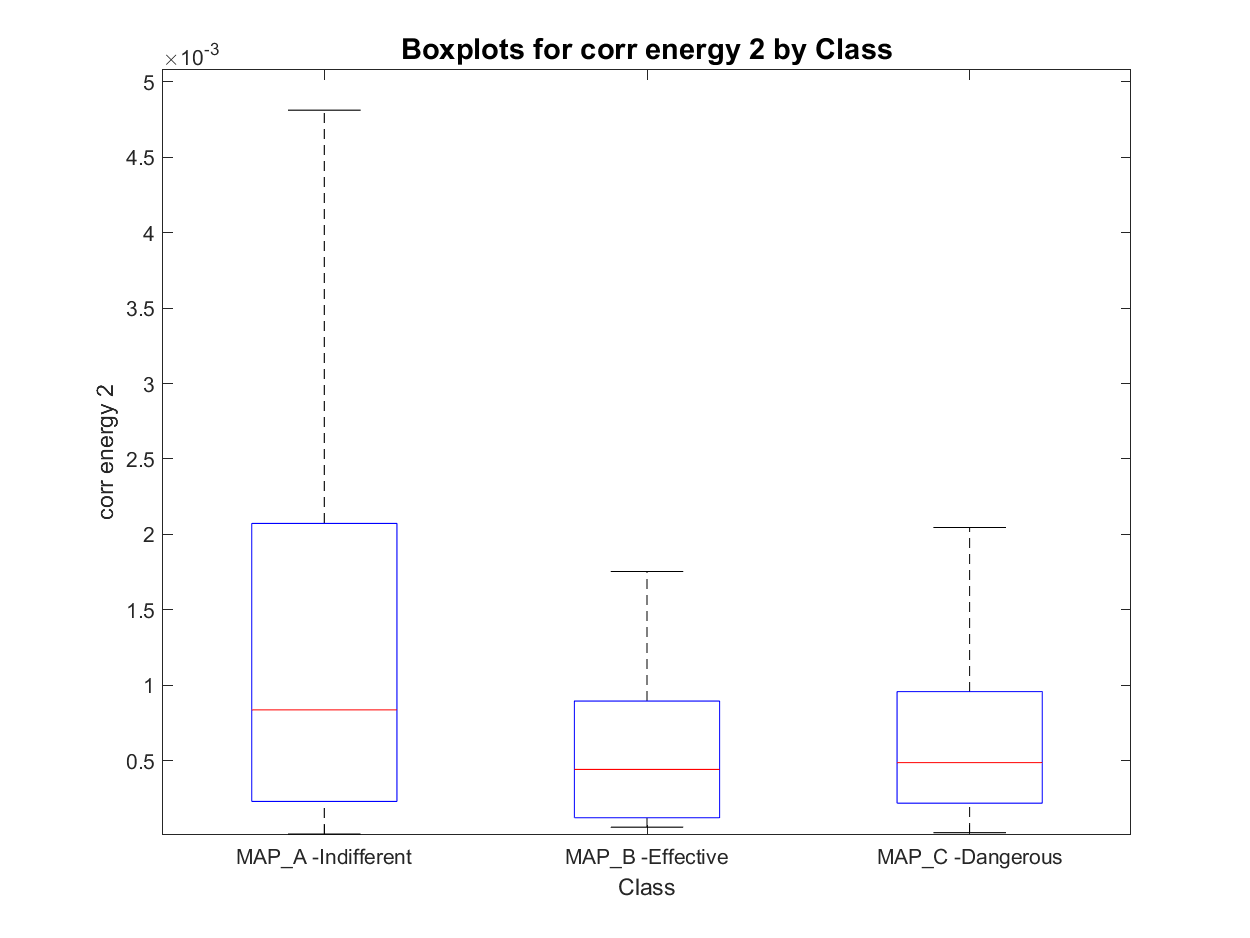 Boxplots for corr energy 2 by Class
×10-3
5
4.5
4
3.5
3
2.5
2
1.5
1
0.5
corr energy 2
MAP_A -Indifferent MAP_B -Effective MAP_C -Dangerous
Class